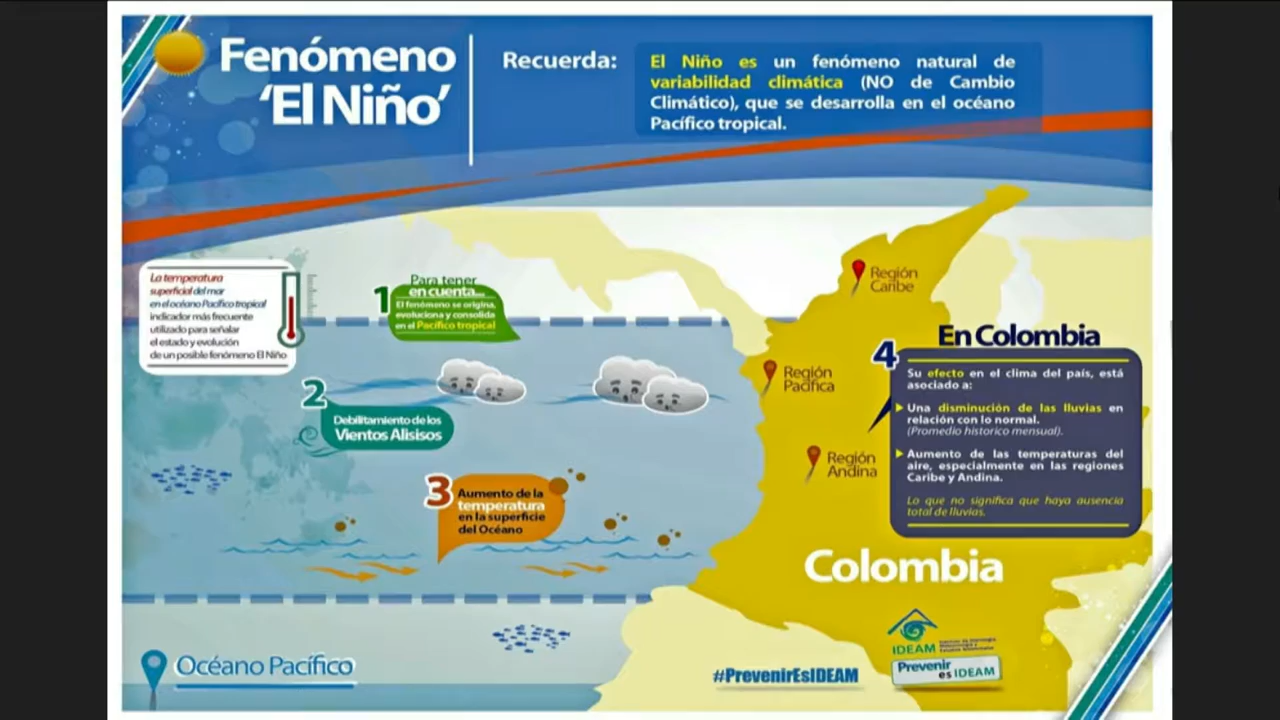 Fenómeno
'El Niño'
Recuerda:
El Niño es un fenómeno natural de
variabilidad climática (NO de Cambio
Climático), que se desarrolla en el océano
Pacífico tropical.
La temperatura
superficial del mar
en el océano Pacífico tropical
indicador más frecuente
utilizado para señalar
el estado y evolución
de un posible fenómeno El Niño
1
Para tener
en cuenta...
El fenómeno se origina,
evoluciona y consolida
en el Pacífico tropical
2
Debilitamiento de los
Vientos Alisisos
3
Aumento de la
temperatura
en la superficie
del Océano
Región
Caribe
Región
Pacífica
Región
Andina
4
En Colombia
Su efecto en el clima del país, está
asociado a:
Una disminución de las lluvias en
relación con lo normal.
(Promedio historico mensual).
Aumento de las temperaturas del
aire, especialmente en las regiones
Caribe y Andina.
Lo que no significa que haya ausencia
total de lluvias.
Colombia
Océano Pacífico
#PrevenirEsIDEAM
IDEAM
Prevenir
es IDEAM